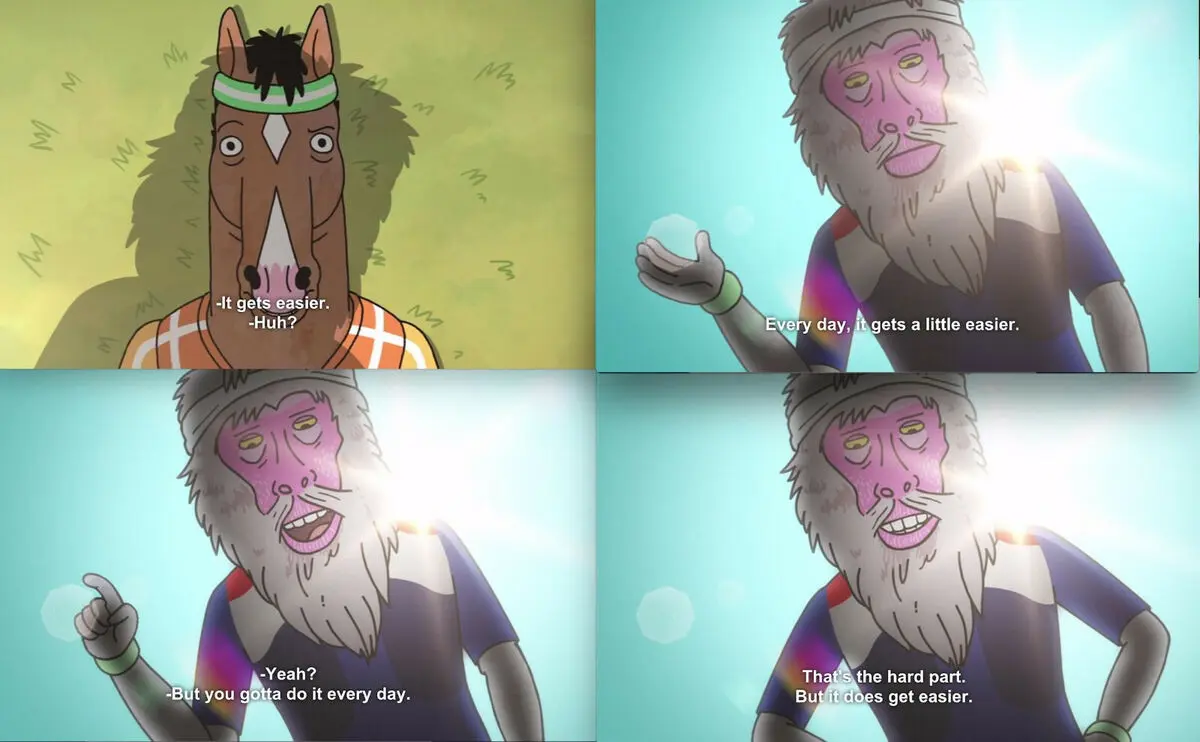 -It gets easier.
-Huh?
Every day, it gets a little easier.
-Yeah?
-But you gotta do it every day.
That's the hard part.
But it does get easier.